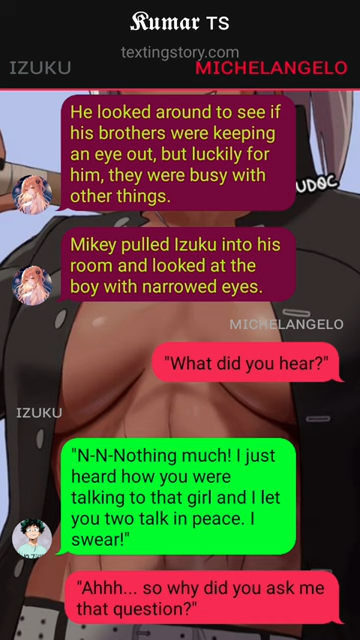 Kumar TS
textingstory.com
IZUKU
MICHELANGELO
He looked around to see if
his brothers were keeping
an eye out, but luckily for
him, they were busy with
other things.
Mikey pulled Izuku into his
room and looked at the
boy with narrowed eyes.
MICHELANGELO
"What did you hear?"
IZUKU
"N-N-Nothing much! I just
heard how you were
talking to that girl and I let
you two talk in peace. I
swear!"
"Ahhh... so why did you ask me
that question?"